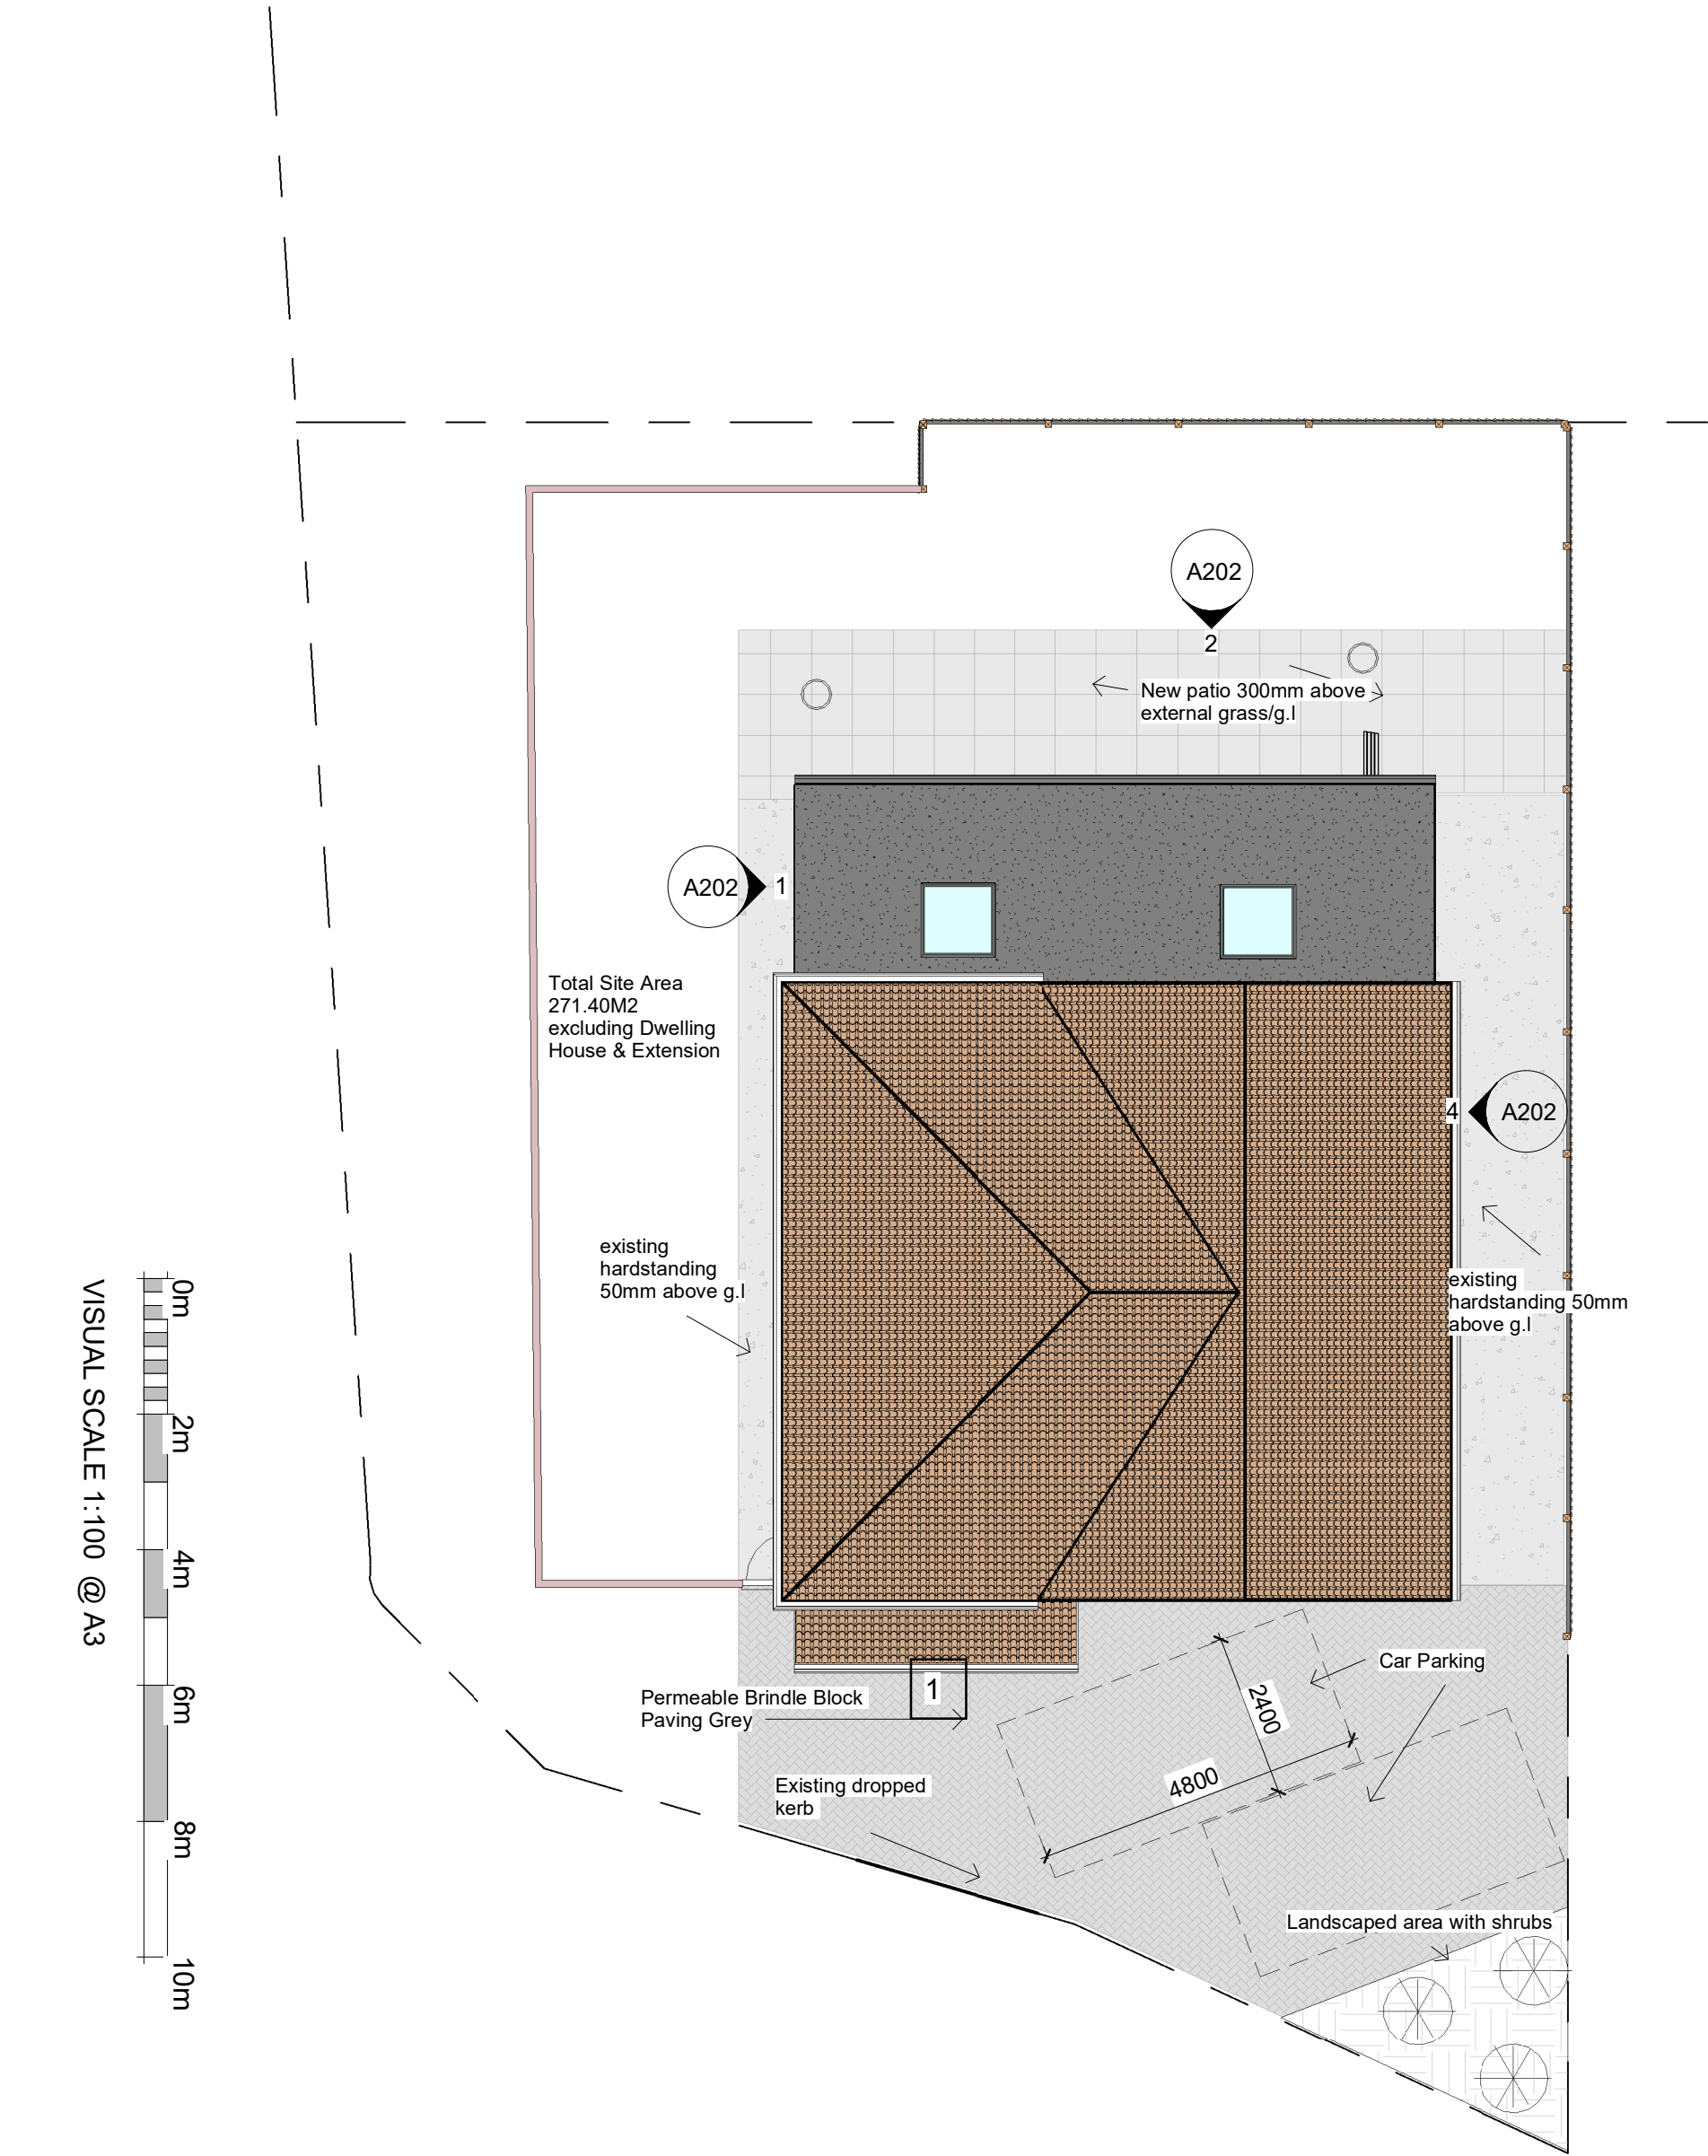 A202
2
New patio 300mm above
external grass/g.l
A202
1
Total Site Area
271.40M2
excluding Dwelling
House & Extension
4
A202
existing
hardstanding
50mm above g.l
existing
hardstanding 50mm
above g.l
VISUAL SCALE 1:100 @ A3
0m
2m
4m
6m
8m
10m
Car Parking
1
Permeable Brindle Block
Paving Grey
2400
4800
Existing dropped
kerb
Landscaped area with shrubs